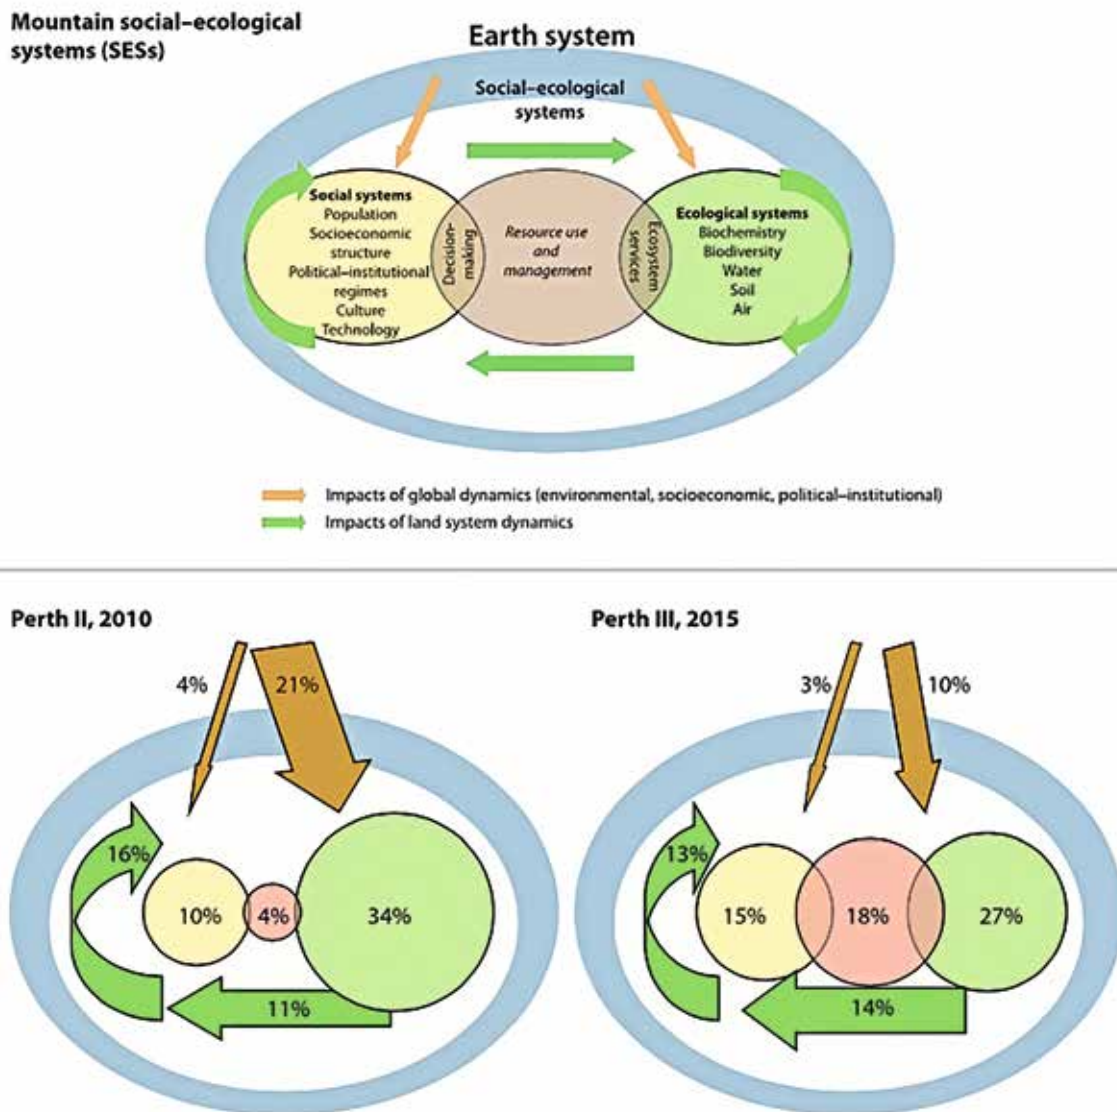 Mountain social–ecological
systems (SESs)
Earth system
Social–ecological
systems
Social systems
Population
Socioeconomic
structure
Political–institutional
regimes
Culture
Technology
Decision-
making
Resource use
and
management
Ecosystem
services
Ecological systems
Biochemistry
Biodiversity
Water
Soil
Air
Impacts of global dynamics (environmental, socioeconomic, political–institutional)
Impacts of land system dynamics
Perth II, 2010
4%
21%
16%
10%
4%
34%
11%
Perth III, 2015
3%
10%
13%
15%
18%
27%
14%